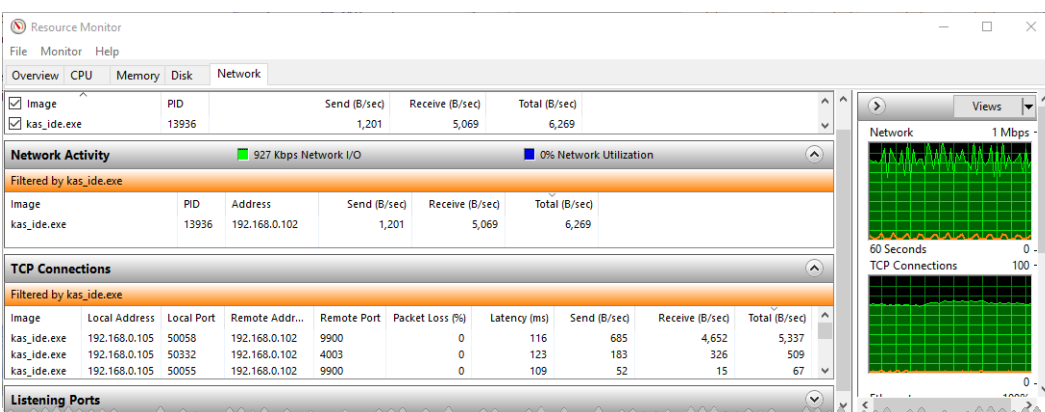 Resource Monitor
File Monitor Help
Overview CPU Memory Disk Network
Image PID Send (B/sec) Receive (B/sec) Total (B/sec)
kas_ide.exe 13936 1,201 5,069 6,269
Network Activity 927 Kbps Network I/O 0% Network Utilization
Filtered by kas_ide.exe
Image PID Address Send (B/sec) Receive (B/sec) Total (B/sec)
kas_ide.exe 13936 192.168.0.102 1,201 5,069 6,269
TCP Connections
Filtered by kas_ide.exe
Image Local Address Local Port Remote Addr... Remote Port Packet Loss (%) Latency (ms) Send (B/sec) Receive (B/sec) Total (B/sec)
kas_ide.exe 192.168.0.105 50058 192.168.0.102 9900 0 116 685 4,652 5,337
kas_ide.exe 192.168.0.105 50332 192.168.0.102 4003 0 123 183 326 509
kas_ide.exe 192.168.0.105 50055 192.168.0.102 9900 0 109 52 15 67
Listening Ports
Views
Network 1 Mbps
60 Seconds 0
TCP Connections 100
0